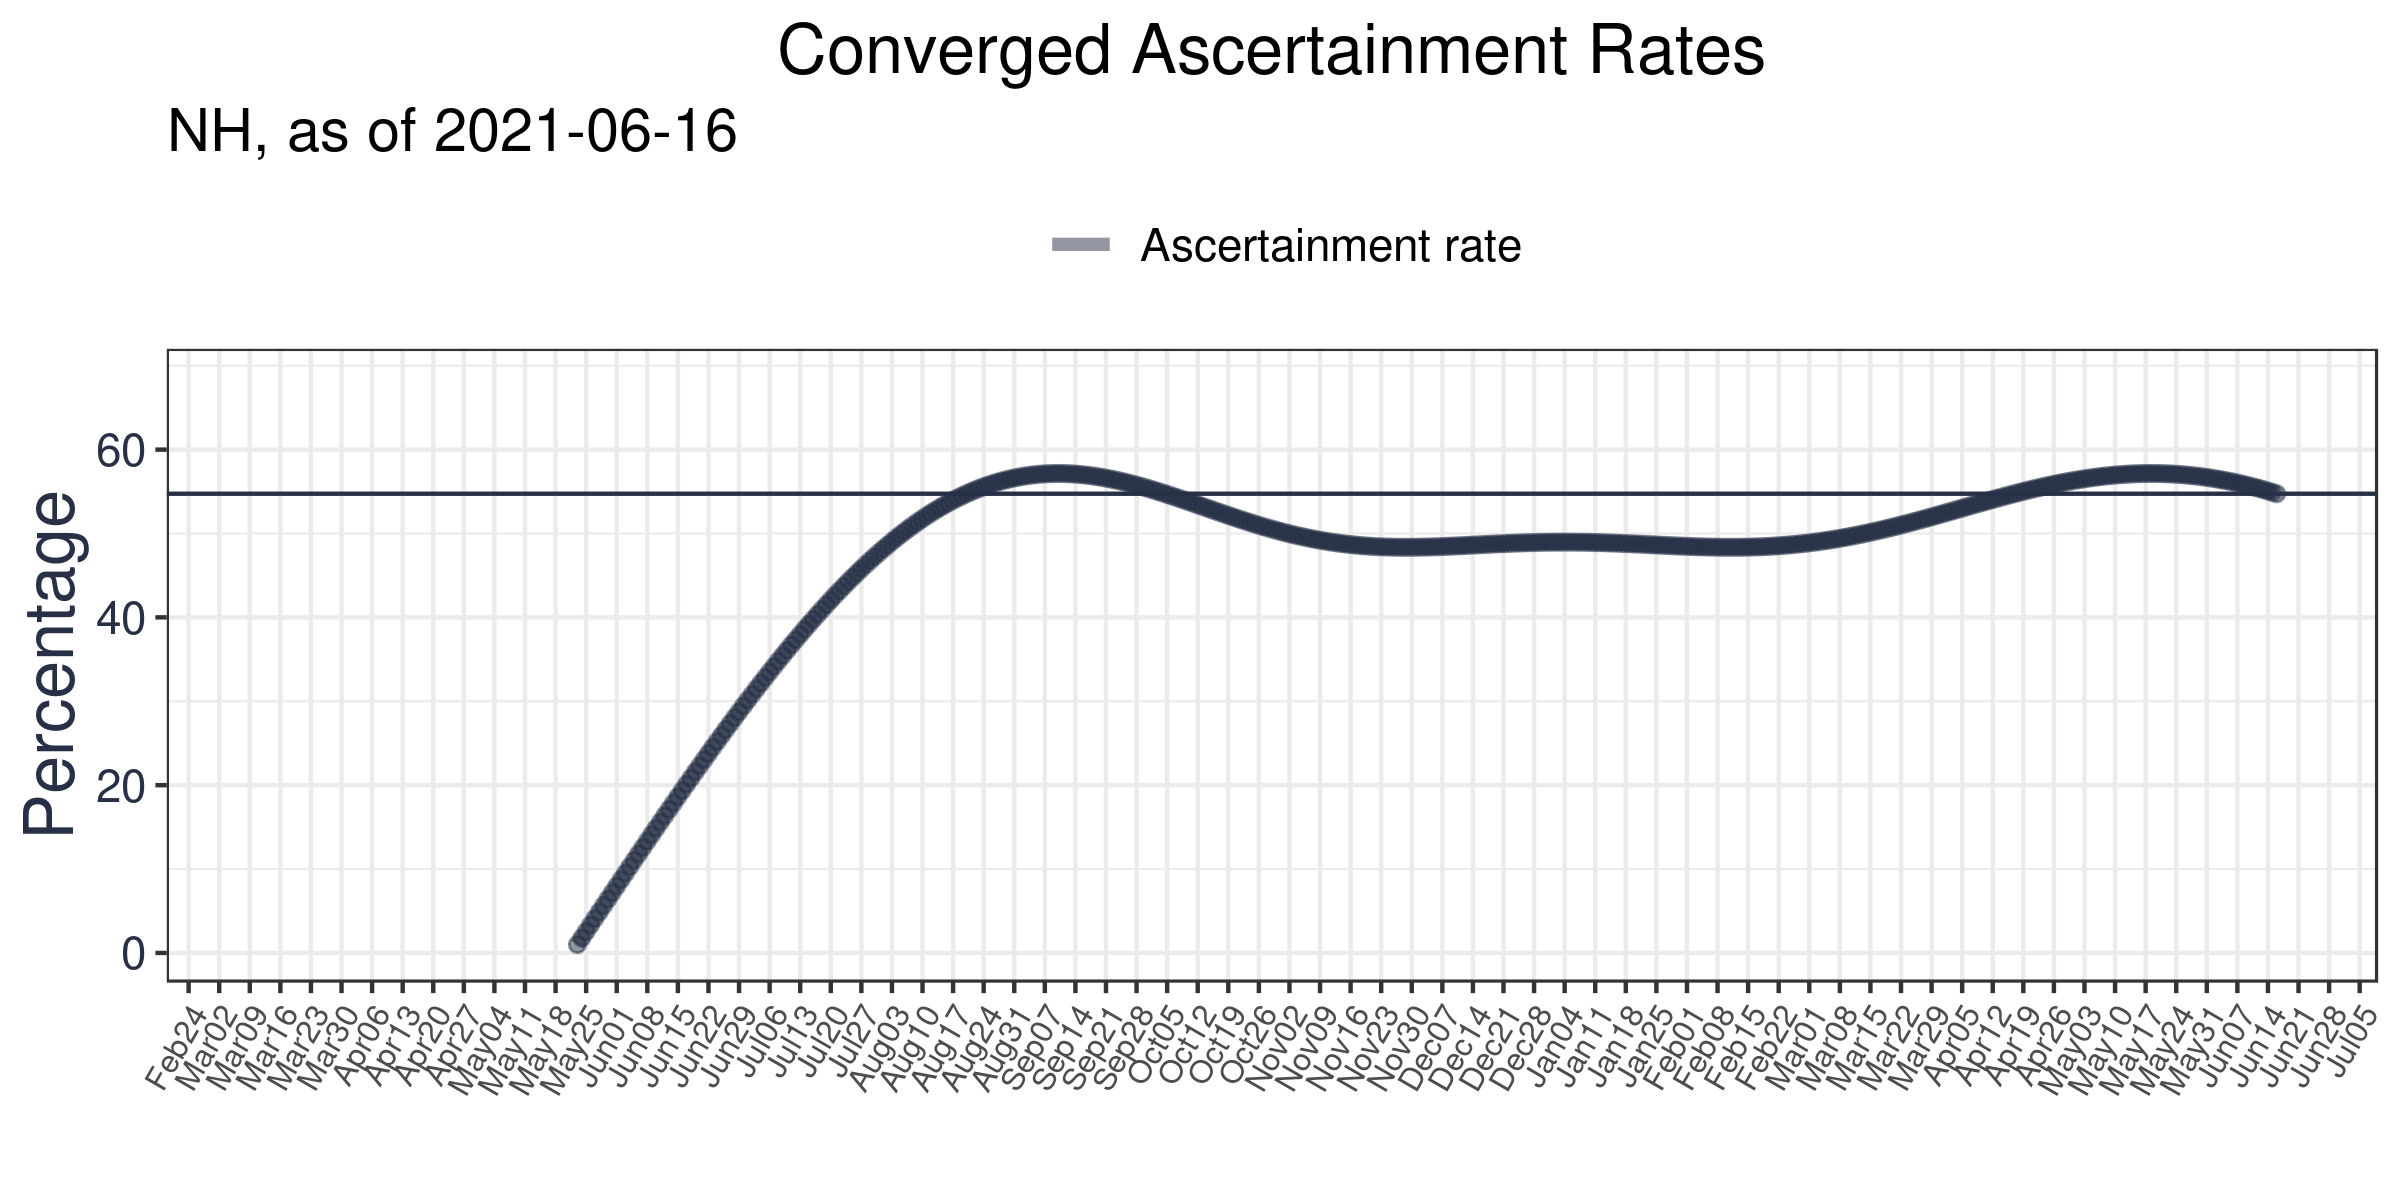 Converged Ascertainment Rates
NH, as of 2021-06-16
Ascertainment rate
Percentage
60
40
20
0
Feb24 Mar02 Mar09 Mar16 Mar23 Mar30 Apr06 Apr13 Apr20 Apr27 May04 May11 May18 May25 Jun01 Jun08 Jun15 Jun22 Jun29 Jul06 Jul13 Jul20 Jul27 Aug03 Aug10 Aug17 Aug24 Aug31 Sep07 Sep14 Sep21 Sep28 Oct05 Oct12 Oct19 Oct26 Nov02 Nov09 Nov16 Nov23 Nov30 Dec07 Dec14 Dec21 Dec28 Jan04 Jan11 Jan18 Jan25 Feb01 Feb08 Feb15 Feb22 Mar01 Mar08 Mar15 Mar22 Mar29 Apr05 Apr12 Apr19 Apr26 May03 May10 May17 May24 May31 Jun07 Jun14 Jun21 Jun28 Jul05